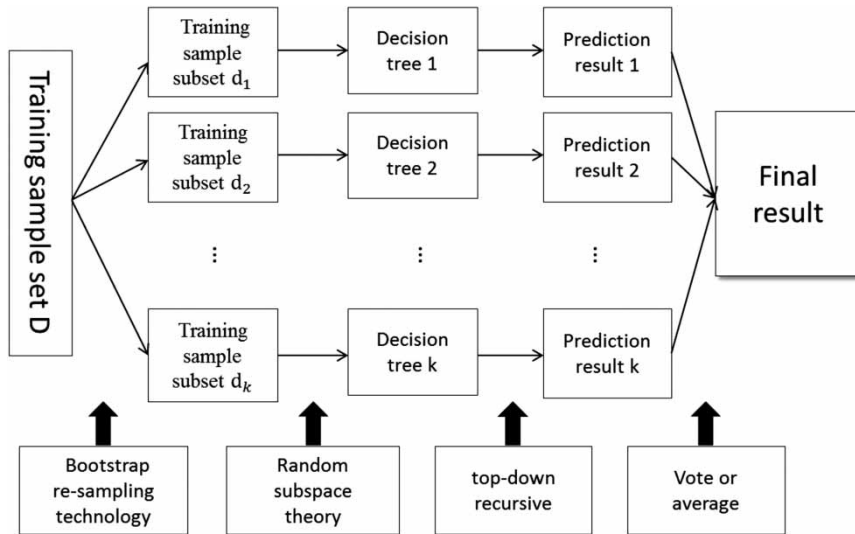 Training sample set D
Training
sample
subset d₁
Decision
tree 1
Prediction
result 1
Training
sample
subset d₂
Decision
tree 2
Prediction
result 2
Final
result
...
...
...
Training
sample
subset dₖ
Decision
tree k
Prediction
result k
Bootstrap
re-sampling
technology
Random
subspace
theory
top-down
recursive
Vote or
average